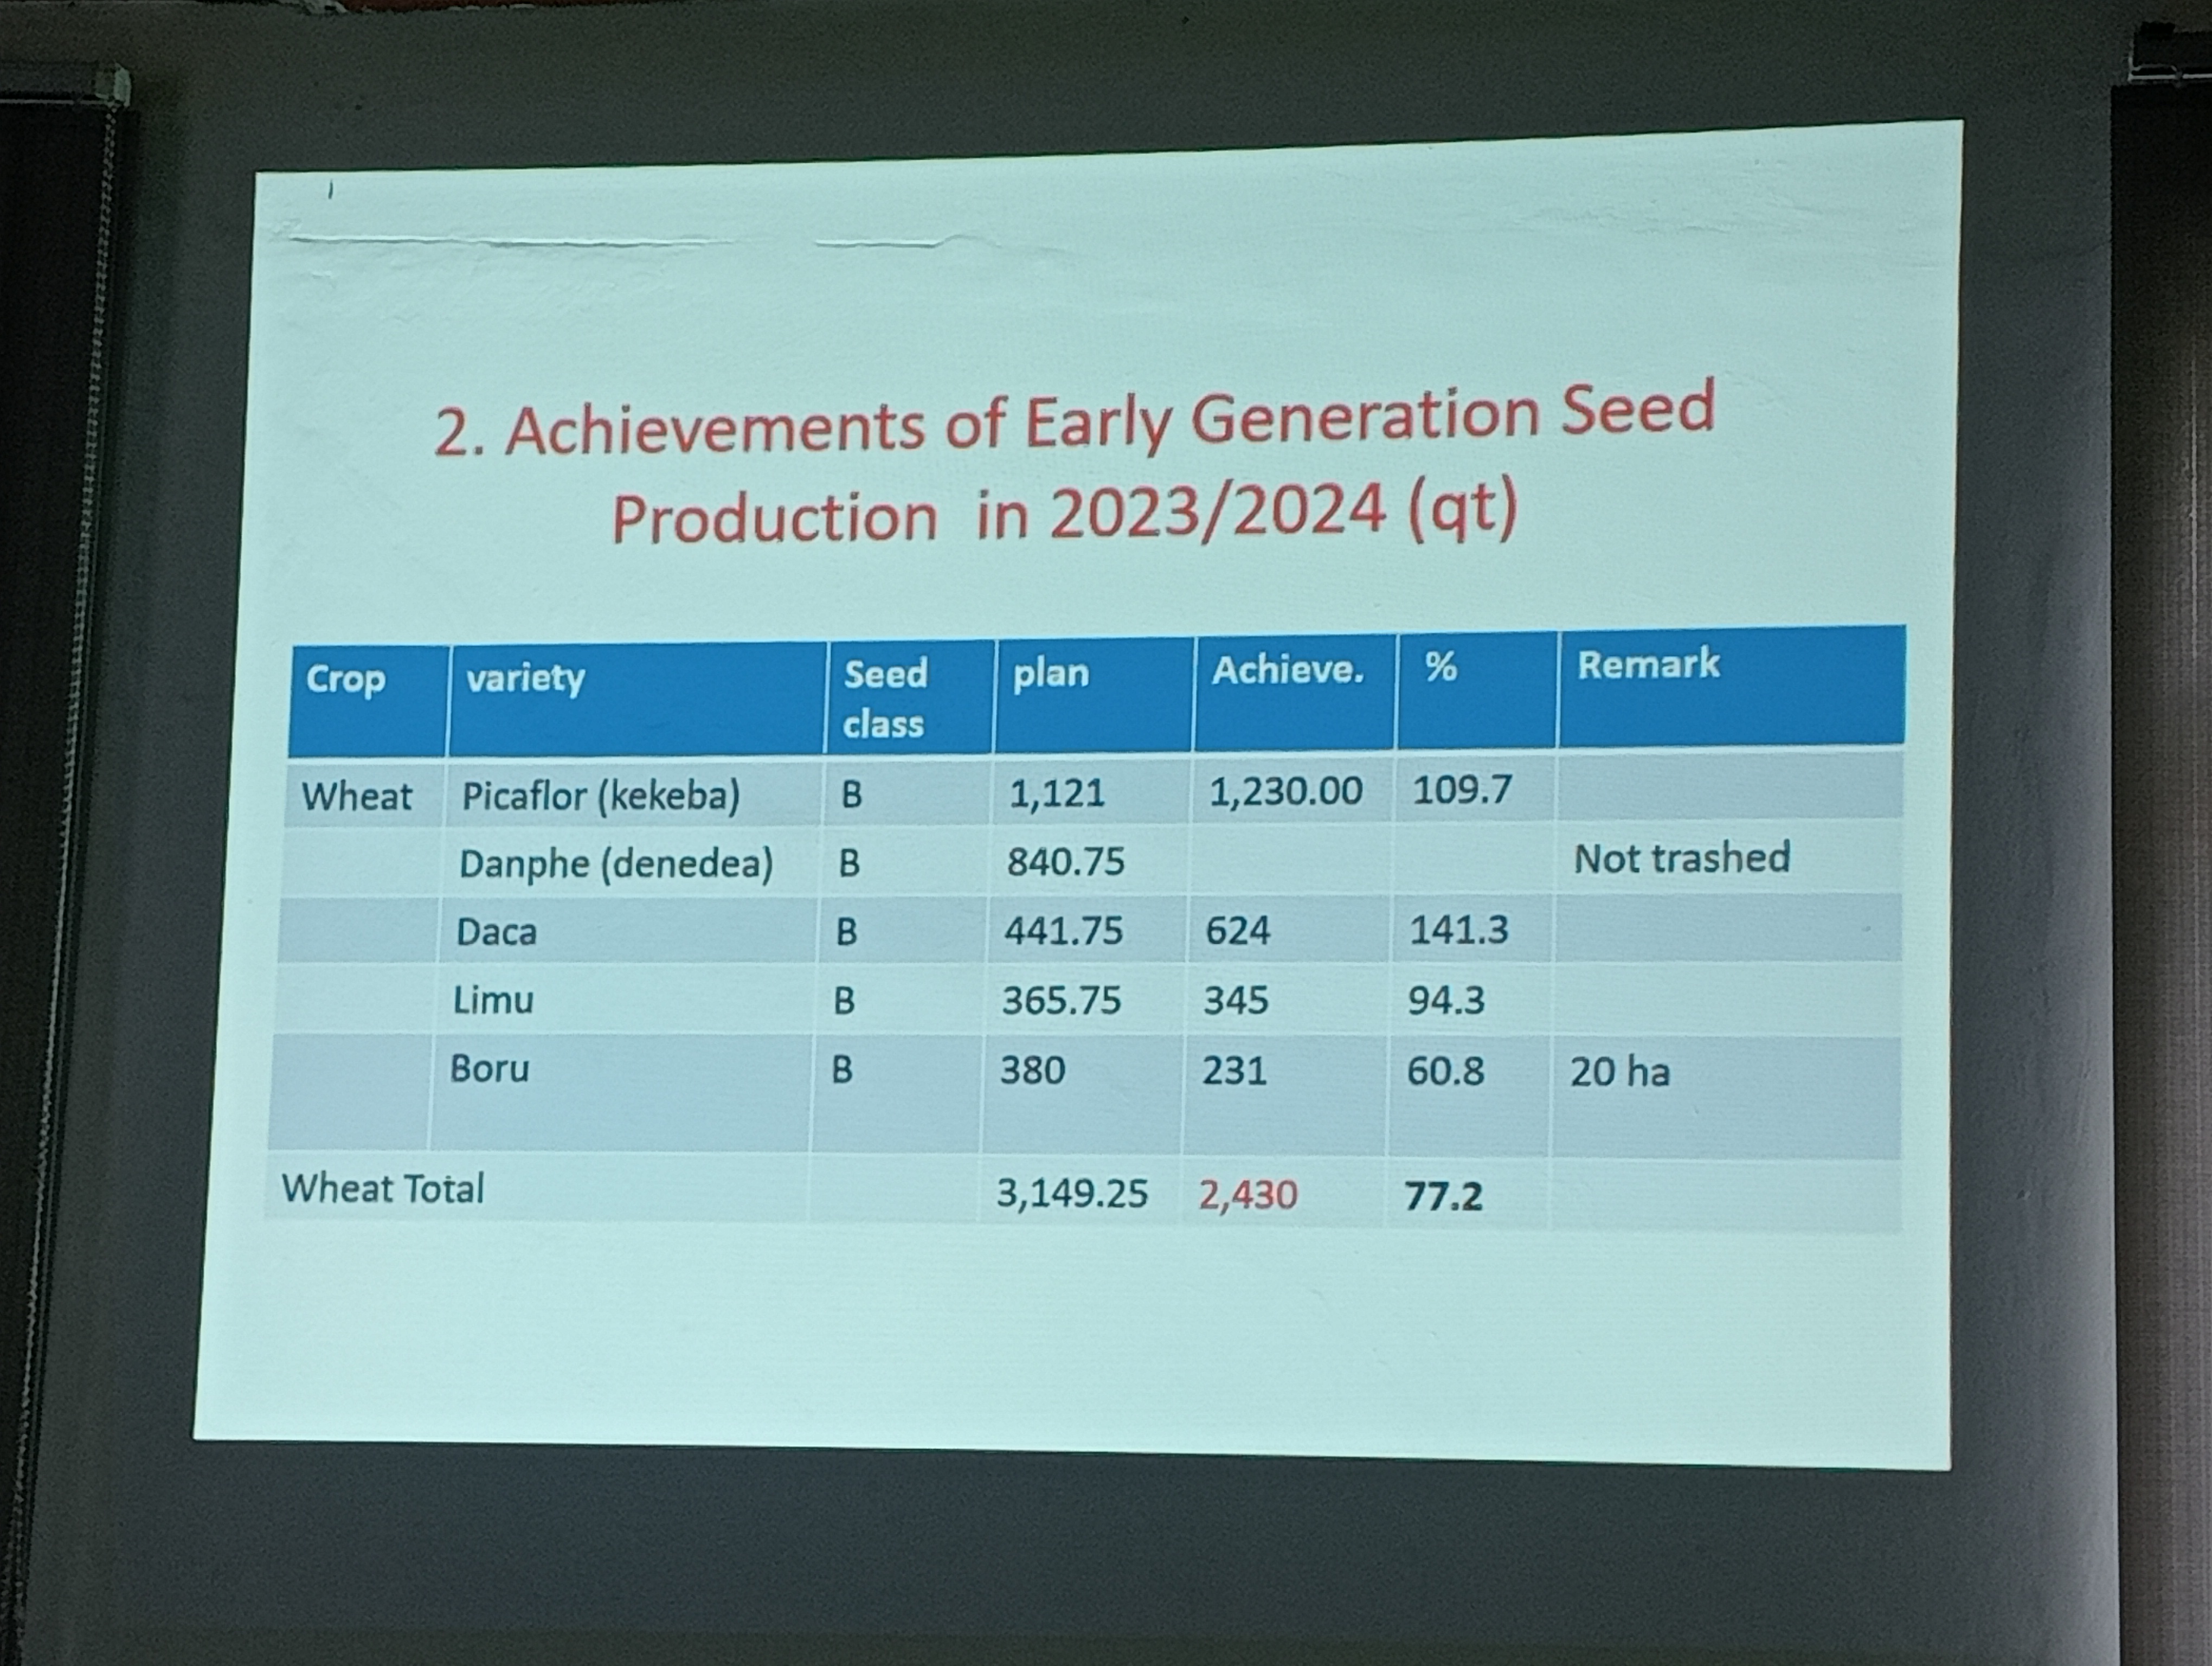 2. Achievements of Early Generation Seed
Production in 2023/2024 (qt)
Crop variety Seed class plan Achieve. % Remark
Wheat Picaflor (kekeba) B 1,121 1,230.00 109.7
Danphe (denedea) B 840.75 Not trashed
Daca B 441.75 624 141.3
Limu B 365.75 345 94.3
Boru B 380 231 60.8 20 ha
Wheat Total 3,149.25 2,430 77.2